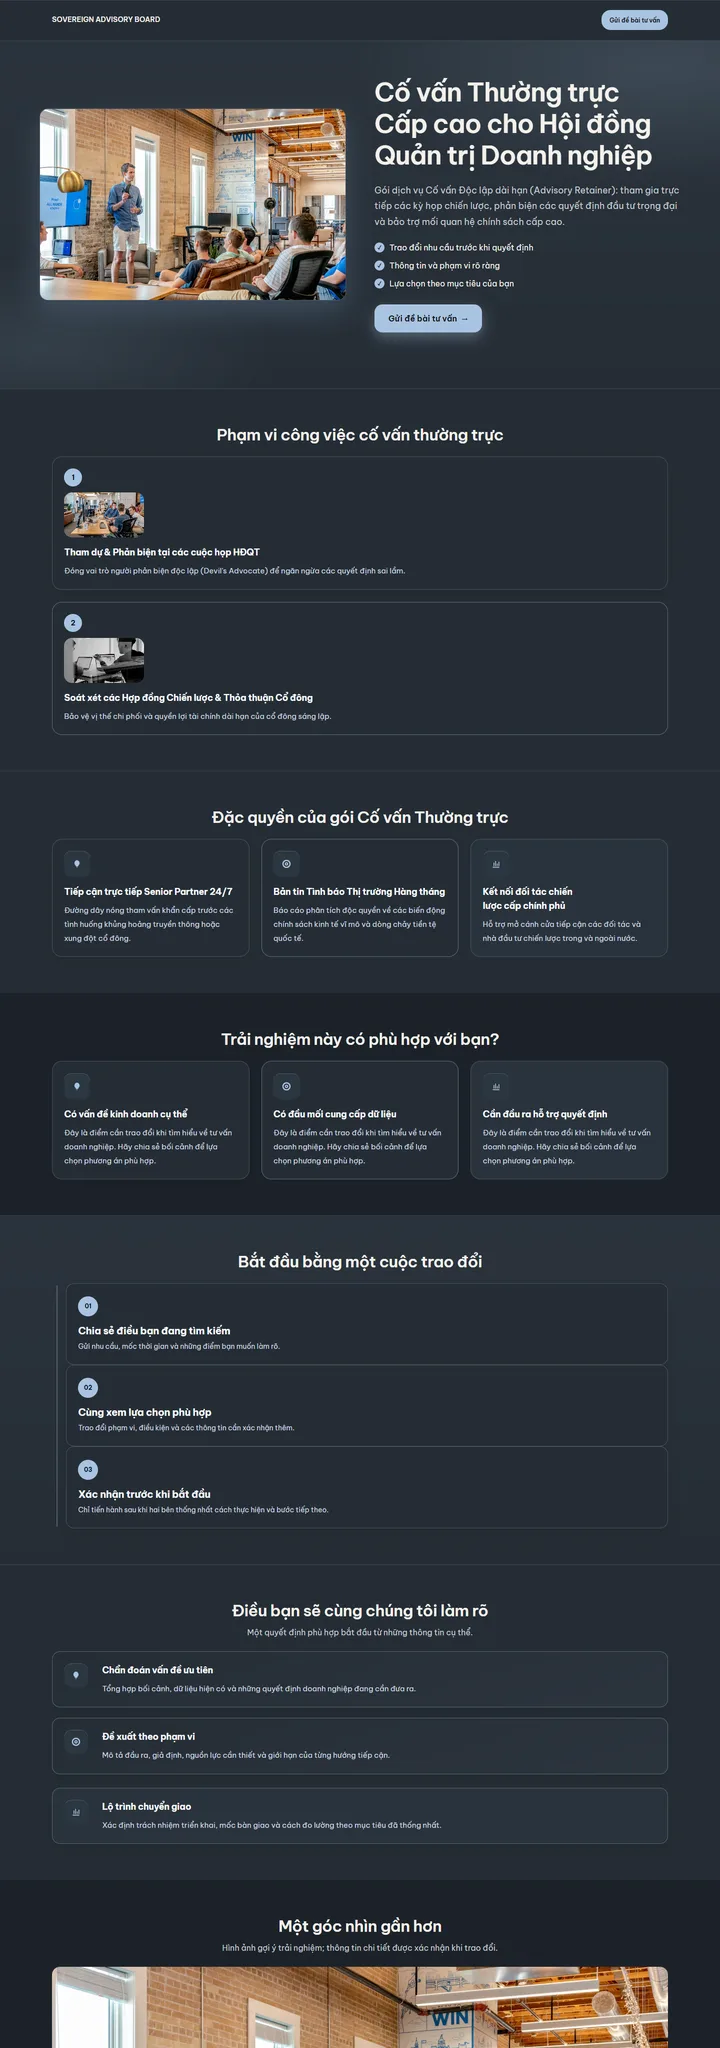 SOVEREIGN ADVISORY BOARD
Gửi đề bài tư vấn
WIN
Cố vấn Thường trực
Cấp cao cho Hội đồng
Quản trị Doanh nghiệp
Gói dịch vụ Cố vấn Độc lập dài hạn (Advisory Retainer): tham gia trực
tiếp các kỳ họp chiến lược, phản biện các quyết định đầu tư trọng đại
và bảo trợ mối quan hệ chính sách cấp cao.
✓ Trao đổi nhu cầu trước khi quyết định
✓ Thông tin và phạm vi rõ ràng
✓ Lựa chọn theo mục tiêu của bạn
Gửi đề bài tư vấn →
Phạm vi công việc cố vấn thường trực
1
Tham dự & Phản biện tại các cuộc họp HĐQT
Đóng vai trò người phản biện độc lập (Devil's Advocate) để ngăn ngừa các quyết định sai lầm.
2
Soát xét các Hợp đồng Chiến lược & Thỏa thuận Cổ đông
Bảo vệ vị thế chi phối và quyền lợi tài chính dài hạn của cổ đông sáng lập.
Đặc quyền của gói Cố vấn Thường trực
Tiếp cận trực tiếp Senior Partner 24/7
Đường dây nóng tham vấn khẩn cấp trước các
tình huống khủng hoảng truyền thông hoặc
xung đột cổ đông.
Bản tin Tình báo Thị trường Hàng tháng
Báo cáo phân tích độc quyền về các biến động
chính sách kinh tế vĩ mô và dòng chảy tiền tệ
quốc tế.
Kết nối đối tác chiến
lược cấp chính phủ
Hỗ trợ mở cánh cửa tiếp cận các đối tác và
nhà đầu tư chiến lược trong và ngoài nước.
Trải nghiệm này có phù hợp với bạn?
Có vấn đề kinh doanh cụ thể
Đây là điểm cần trao đổi khi tìm hiểu về tư vấn
doanh nghiệp. Hãy chia sẻ bối cảnh để lựa
chọn phương án phù hợp.
Có đầu mối cung cấp dữ liệu
Đây là điểm cần trao đổi khi tìm hiểu về tư vấn
doanh nghiệp. Hãy chia sẻ bối cảnh để lựa
chọn phương án phù hợp.
Cần đầu ra hỗ trợ quyết định
Đây là điểm cần trao đổi khi tìm hiểu về tư vấn
doanh nghiệp. Hãy chia sẻ bối cảnh để lựa
chọn phương án phù hợp.
Bắt đầu bằng một cuộc trao đổi
01
Chia sẻ điều bạn đang tìm kiếm
Gửi nhu cầu, mốc thời gian và những điểm bạn muốn làm rõ.
02
Cùng xem lựa chọn phù hợp
Trao đổi phạm vi, điều kiện và các thông tin cần xác nhận thêm.
03
Xác nhận trước khi bắt đầu
Chỉ tiến hành sau khi hai bên thống nhất cách thực hiện và bước tiếp theo.
Điều bạn sẽ cùng chúng tôi làm rõ
Một quyết định phù hợp bắt đầu từ những thông tin cụ thể.
Chẩn đoán vấn đề ưu tiên
Tổng hợp bối cảnh, dữ liệu hiện có và những quyết định doanh nghiệp đang cần đưa ra.
Đề xuất theo phạm vi
Mô tả đầu ra, giả định, nguồn lực cần thiết và giới hạn của từng hướng tiếp cận.
Lộ trình chuyển giao
Xác định trách nhiệm triển khai, mốc bàn giao và cách đo lường theo mục tiêu đã thống nhất.
Một góc nhìn gần hơn
Hình ảnh gợi ý trải nghiệm; thông tin chi tiết được xác nhận khi trao đổi.
WIN